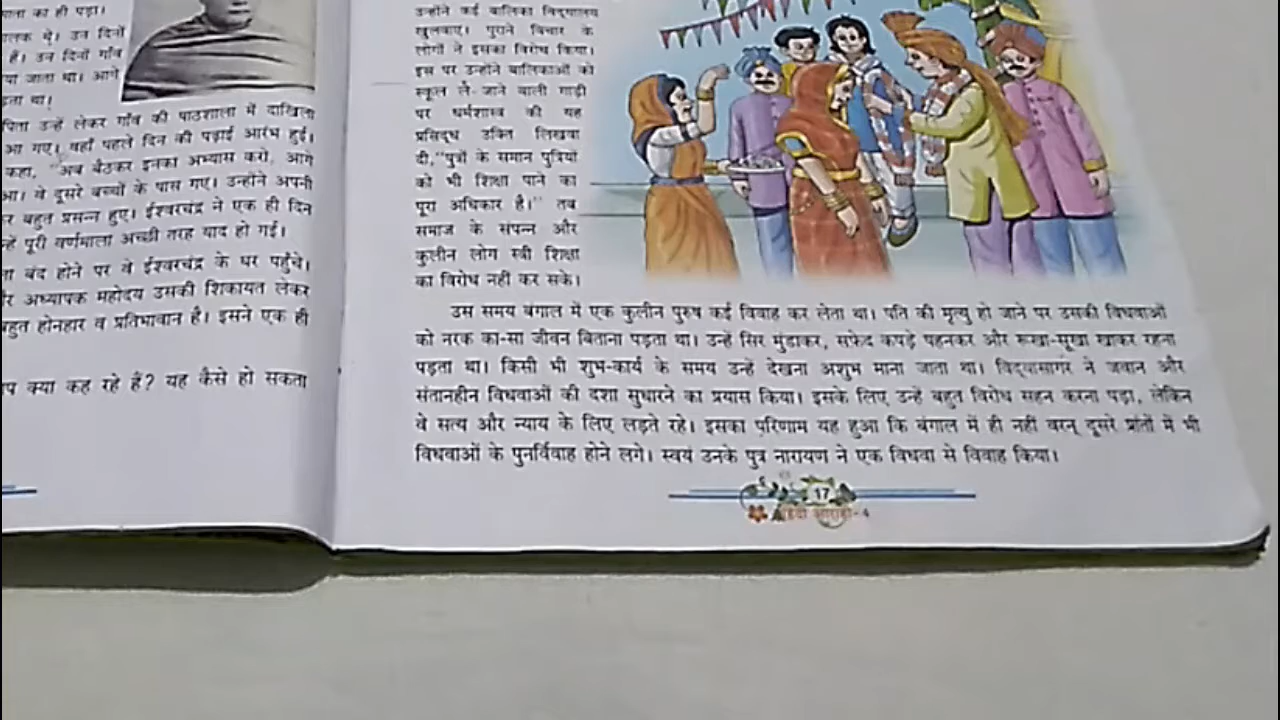 माता का ही पड़ा।
बालक थे। उन दिनों
हैं। उन दिनों गाँव
या जाता था। आगे
इता था।
पिता उन्हें लेकर गाँव की पाठशाला में दाखिला
आ गए। वहाँ पहले दिन की पढ़ाई आरंभ हुई।
कहा, "अब बैठकर इनका अभ्यास करो, आगे
आ। वे दूसरे बच्चों के पास गए। उन्होंने अपनी
र बहुत प्रसन्न हुए। ईश्वरचंद्र ने एक ही दिन
न्हें पूरी वर्णमाला अच्छी तरह याद हो गई।
ा बंद होने पर वे ईश्वरचंद्र के घर पहुँचे।
र अध्यापक महोदय उसकी शिकायत लेकर
बहुत होनहार व प्रतिभावान है। इसने एक ही
प क्या कह रहे हैं? यह कैसे हो सकता
उन्होंने कई बालिका विद्यालय
खुलवाए। पुराने विचार के
लोगों ने इसका विरोध किया।
इस पर उन्होंने बालिकाओं को
स्कूल ले-जाने वाली गाड़ी
पर धर्मशास्त्र की यह
प्रसिद्ध उक्ति लिखवा
दी,"पुत्रों के समान पुत्रियों
को भी शिक्षा पाने का
पूरा अधिकार है।" तब
समाज के संपन्न और
कुलीन लोग स्त्री शिक्षा
का विरोध नहीं कर सके।
उस समय बंगाल में एक कुलीन पुरुष कई विवाह कर लेता था। पति की मृत्यु हो जाने पर उसकी विधवाओं
को नरक का-सा जीवन बिताना पड़ता था। उन्हें सिर मुंडाकर, सफ़ेद कपड़े पहनकर और रूखा-सूखा खाकर रहना
पड़ता था। किसी भी शुभ-कार्य के समय उन्हें देखना अशुभ माना जाता था। विद्यासागर ने जवान और
संतानहीन विधवाओं की दशा सुधारने का प्रयास किया। इसके लिए उन्हें बहुत विरोध सहन करना पड़ा, लेकिन
वे सत्य और न्याय के लिए लड़ते रहे। इसका परिणाम यह हुआ कि बंगाल में ही नहीं वरन् दूसरे प्रांतों में भी
विधवाओं के पुनर्विवाह होने लगे। स्वयं उनके पुत्र नारायण ने एक विधवा से विवाह किया।
17